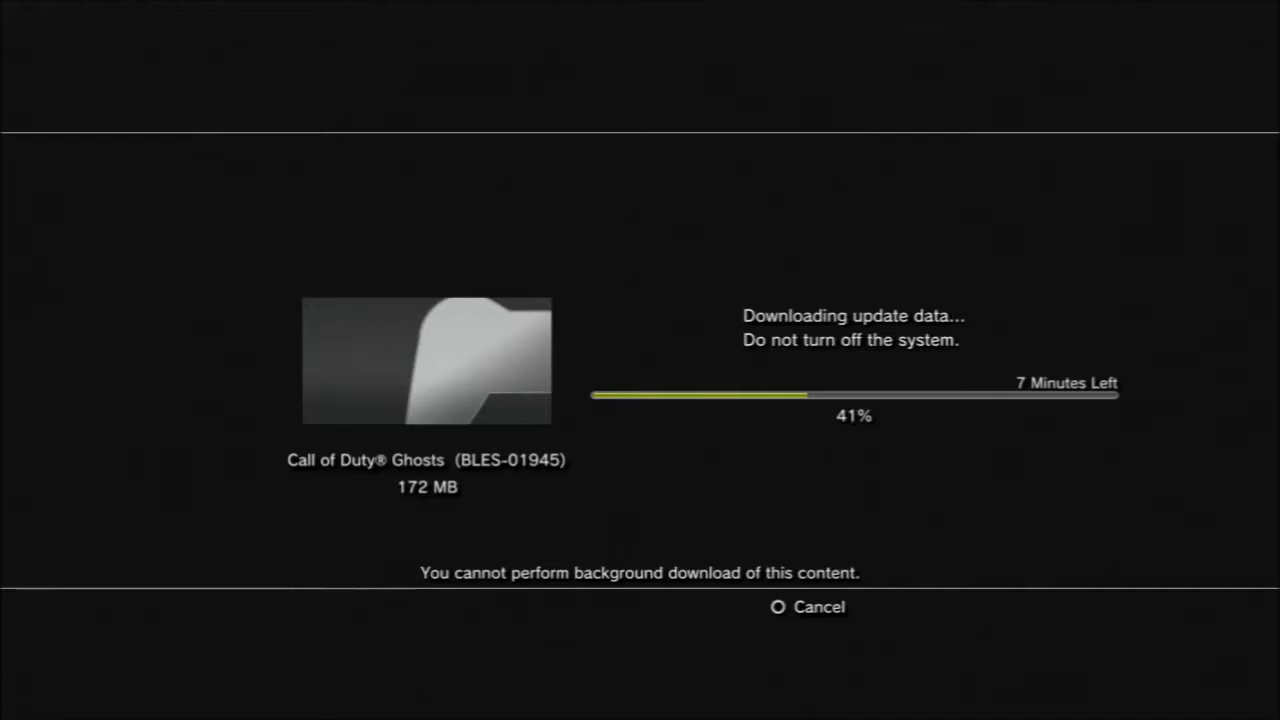 Downloading update data...
Do not turn off the system.
7 Minutes Left
41%
Call of Duty® Ghosts (BLES-01945)
172 MB
You cannot perform background download of this content.
O Cancel